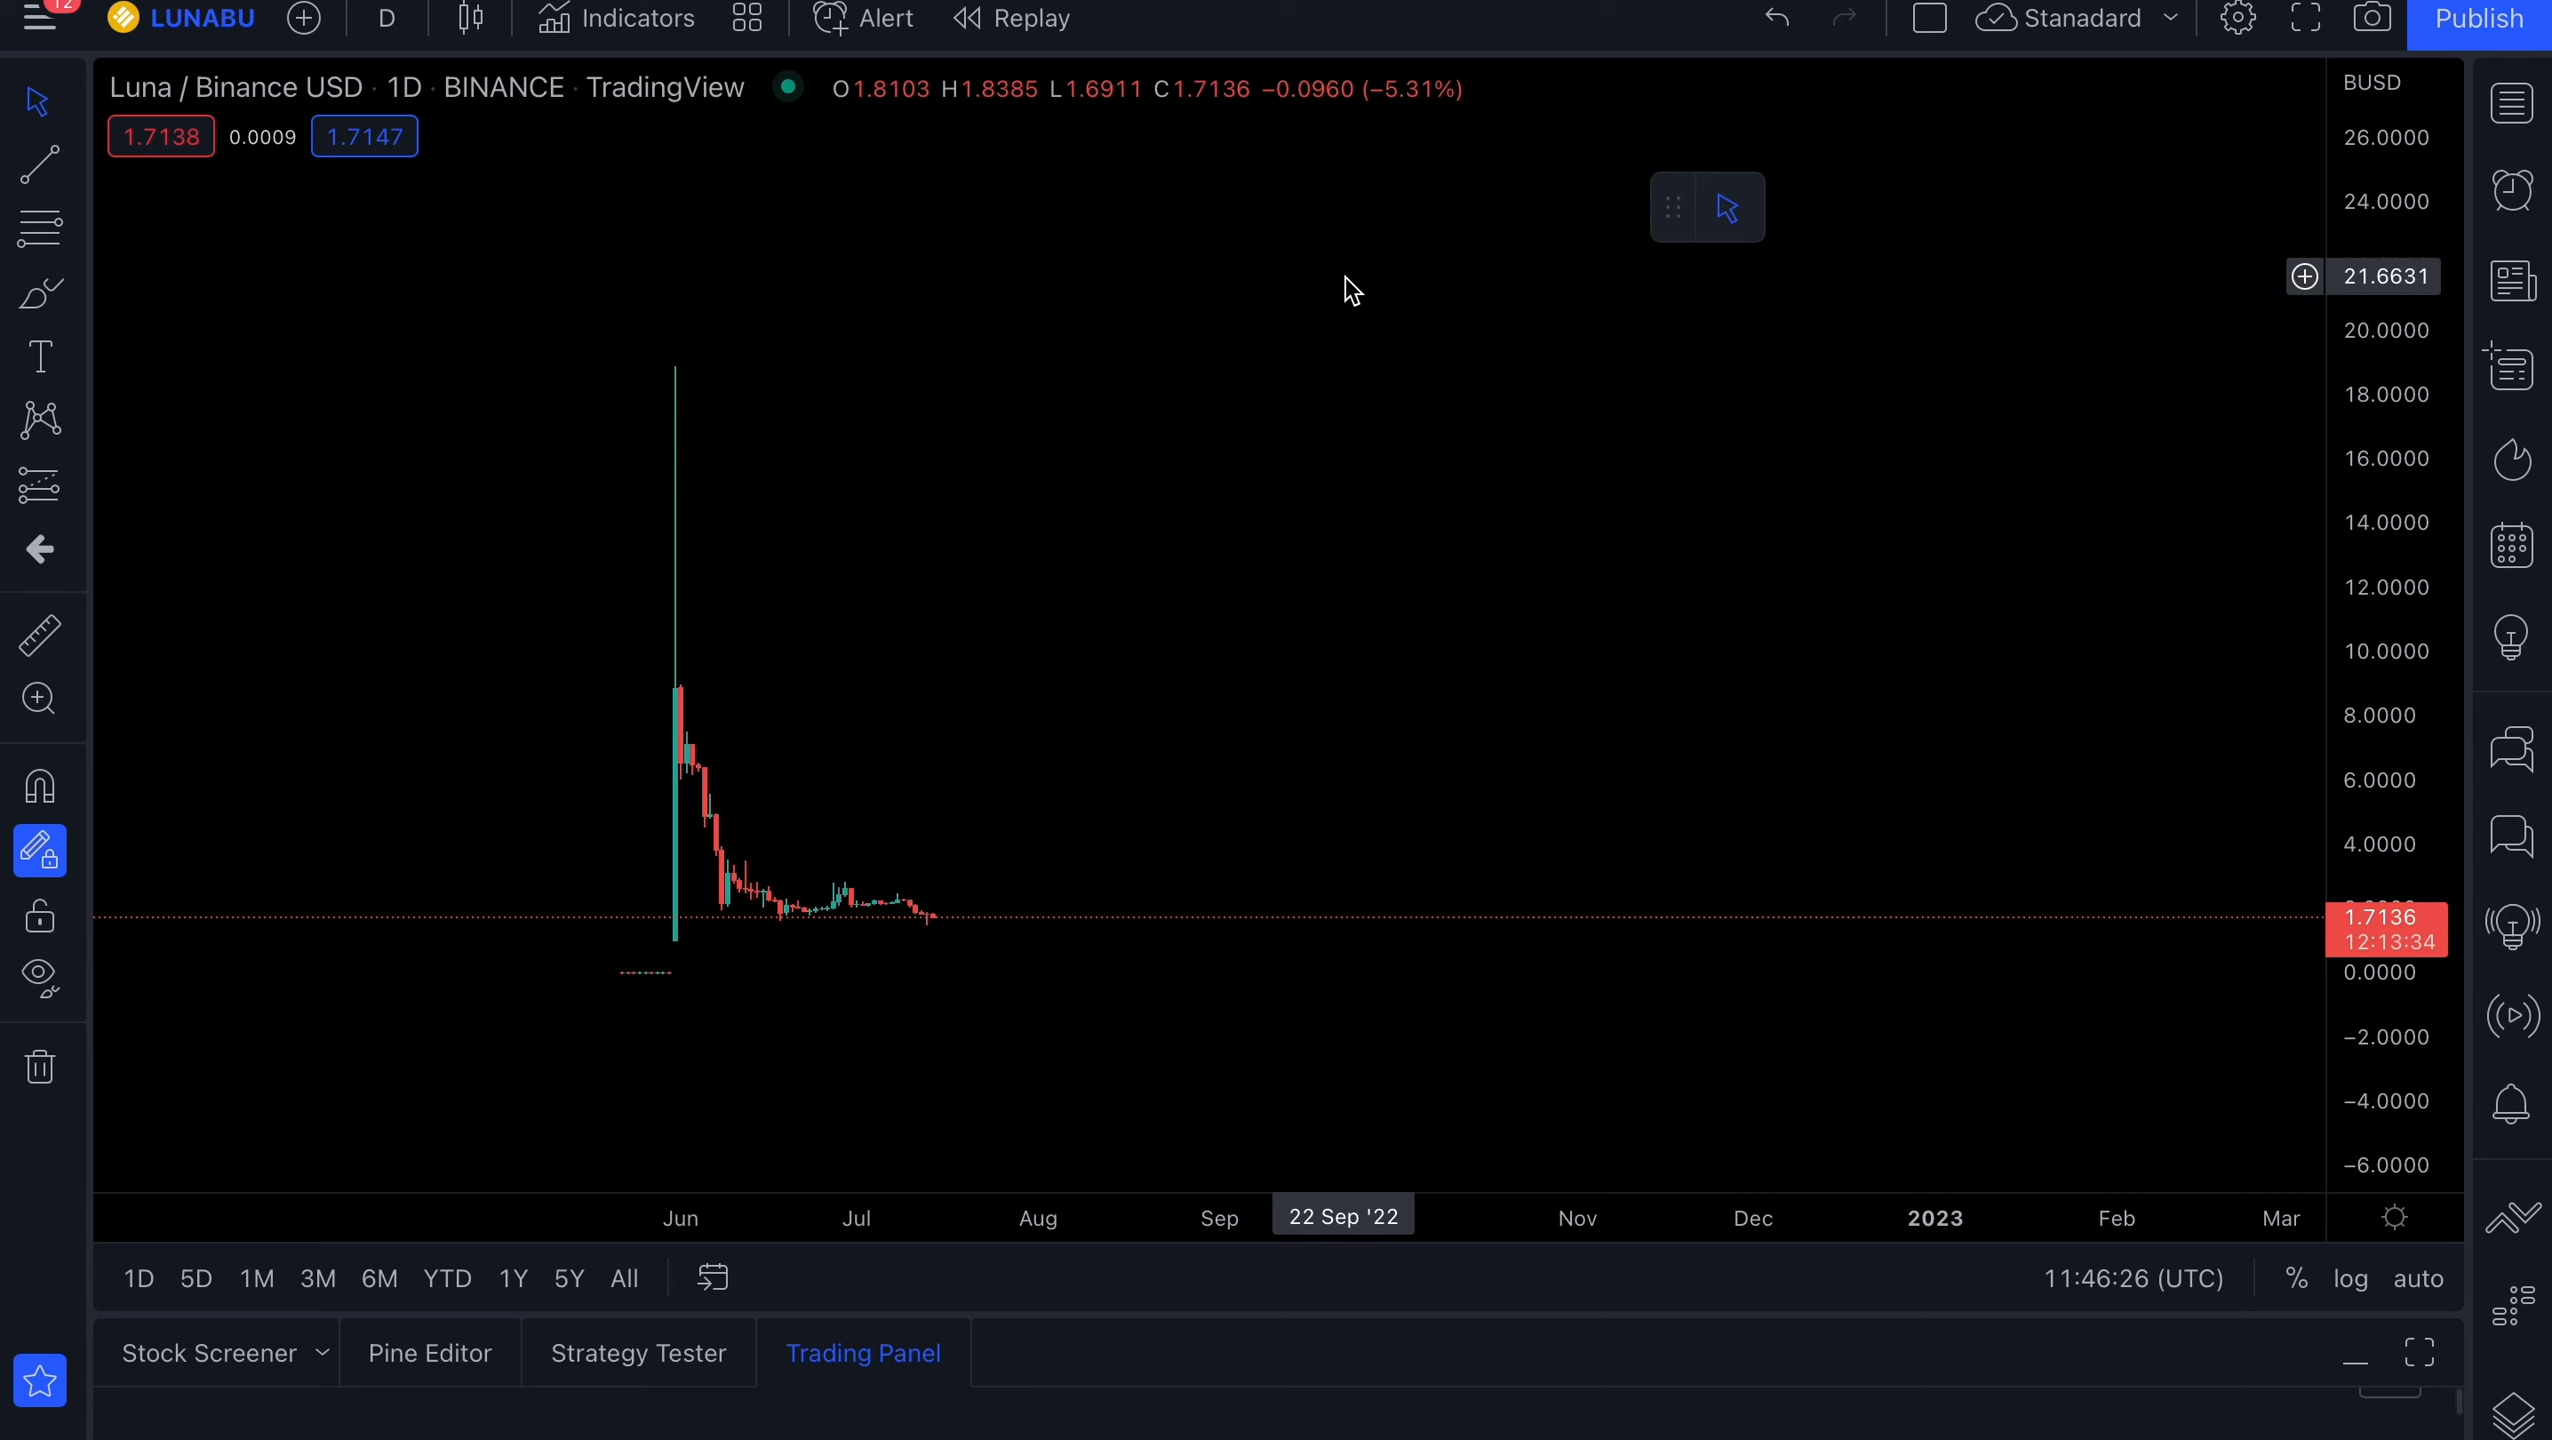 12
LUNABU D Indicators Alert Replay Stanadard Publish
Luna / Binance USD · 1D · BINANCE · TradingView O1.8103 H1.8385 L1.6911 C1.7136 −0.0960 (−5.31%)
1.7138 0.0009 1.7147
BUSD
26.0000
24.0000
21.6631
20.0000
18.0000
16.0000
14.0000
12.0000
10.0000
8.0000
6.0000
4.0000
1.7136
12:13:34
0.0000
−2.0000
−4.0000
−6.0000
Jun Jul Aug Sep 22 Sep '22 Nov Dec 2023 Feb Mar
1D 5D 1M 3M 6M YTD 1Y 5Y All 11:46:26 (UTC) % log auto
Stock Screener Pine Editor Strategy Tester Trading Panel